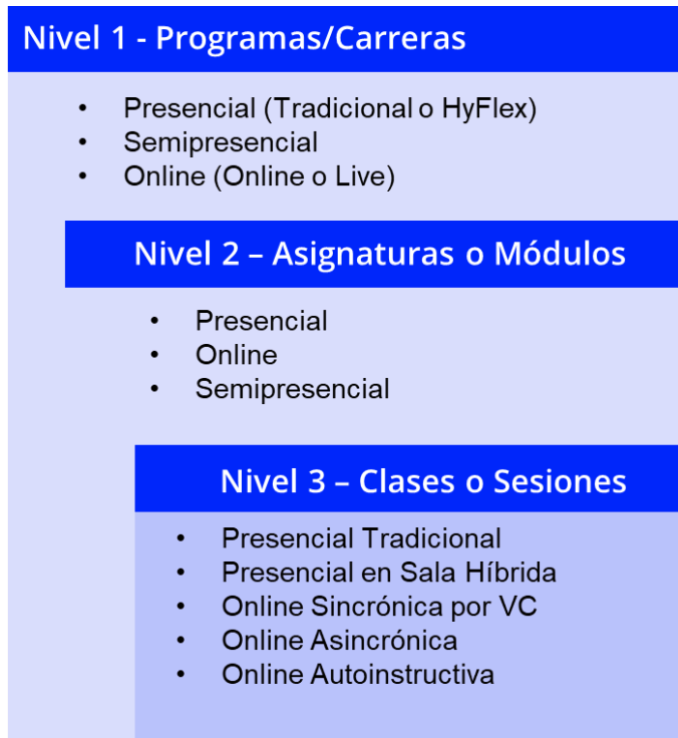 Nivel 1 - Programas/Carreras
• Presencial (Tradicional o HyFlex)
• Semipresencial
• Online (Online o Live)
Nivel 2 – Asignaturas o Módulos
• Presencial
• Online
• Semipresencial
Nivel 3 – Clases o Sesiones
• Presencial Tradicional
• Presencial en Sala Híbrida
• Online Sincrónica por VC
• Online Asincrónica
• Online Autoinstructiva